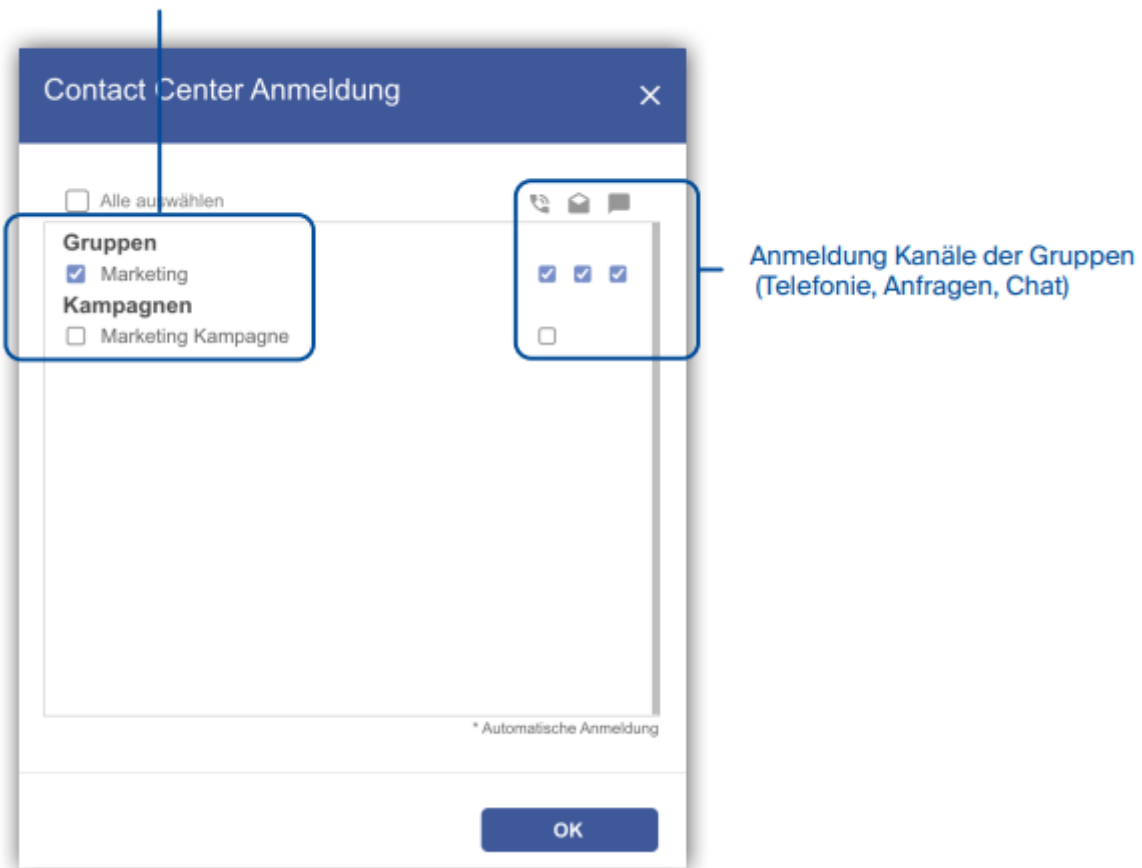 Contact Center Anmeldung
Alle auswählen
Gruppen
Marketing
Kampagnen
Marketing Kampagne
Anmeldung Kanäle der Gruppen
(Telefonie, Anfragen, Chat)
* Automatische Anmeldung
OK